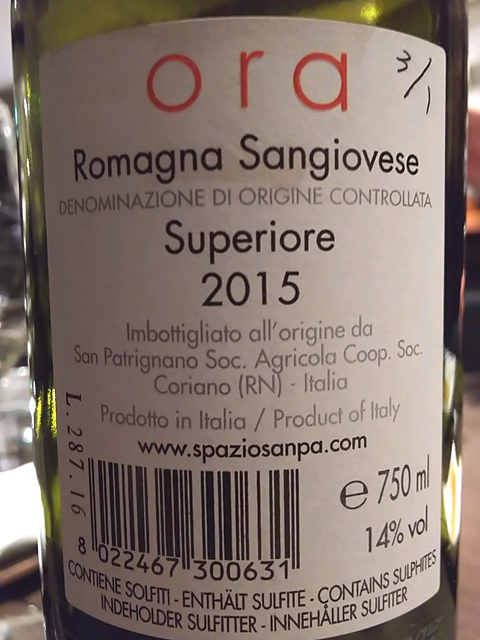 ora
3/1
Romagna Sangiovese
DENOMINAZIONE DI ORIGINE CONTROLLATA
Superiore
2015
Imbottigliato all'origine da
San Patrignano Soc. Agricola Coop. Soc.
Coriano (RN) - Italia
Prodotto in Italia / Product of Italy
www.spaziosanpa.com
L. 287.16
8 022467 300631
e 750 ml
14% vol
CONTIENE SOLFITI - ENTHÄLT SULFITE - CONTAINS SULPHITES
INDEHOLDER SULFITTER - INNEHÅLLER SULFITER